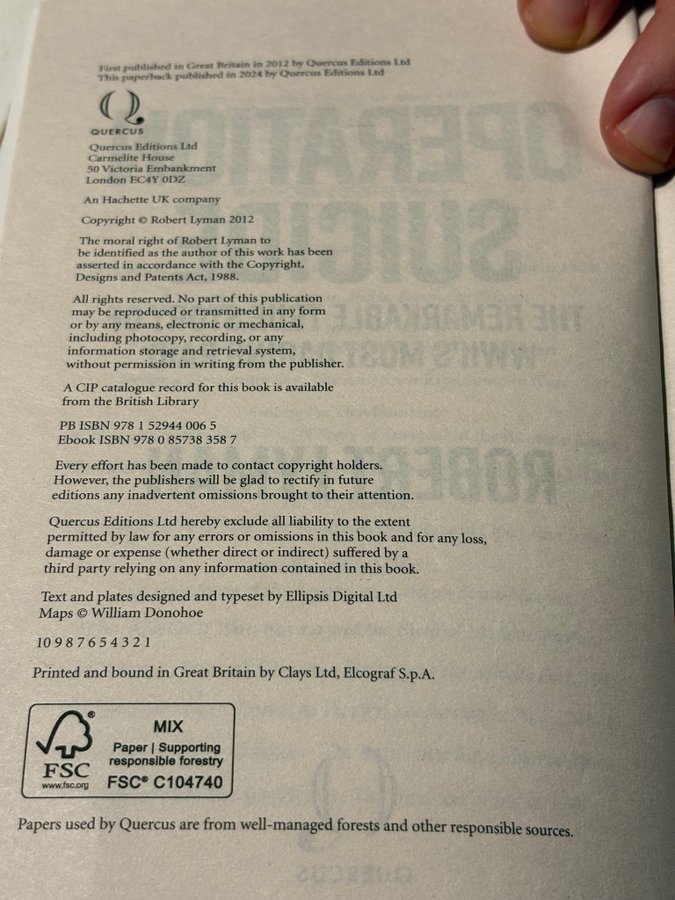 First published in Great Britain in 2012 by Quercus Editions Ltd
This paperback published in 2024 by Quercus Editions Ltd
QUERCUS
Quercus Editions Ltd
Carmelite House
50 Victoria Embankment
London EC4Y 0DZ
An Hachette UK company
Copyright © Robert Lyman 2012
The moral right of Robert Lyman to
be identified as the author of this work has been
asserted in accordance with the Copyright,
Designs and Patents Act, 1988.
All rights reserved. No part of this publication
may be reproduced or transmitted in any form
or by any means, electronic or mechanical,
including photocopy, recording, or any
information storage and retrieval system,
without permission in writing from the publisher.
A CIP catalogue record for this book is available
from the British Library
PB ISBN 978 1 52944 006 5
Ebook ISBN 978 0 85738 358 7
Every effort has been made to contact copyright holders.
However, the publishers will be glad to rectify in future
editions any inadvertent omissions brought to their attention.
Quercus Editions Ltd hereby exclude all liability to the extent
permitted by law for any errors or omissions in this book and for any loss,
damage or expense (whether direct or indirect) suffered by a
third party relying on any information contained in this book.
Text and plates designed and typeset by Ellipsis Digital Ltd
Maps © William Donohoe
10 9 8 7 6 5 4 3 2 1
Printed and bound in Great Britain by Clays Ltd, Elcograf S.p.A.
FSC
www.fsc.org
MIX
Paper | Supporting
responsible forestry
FSC® C104740
Papers used by Quercus are from well-managed forests and other responsible sources.